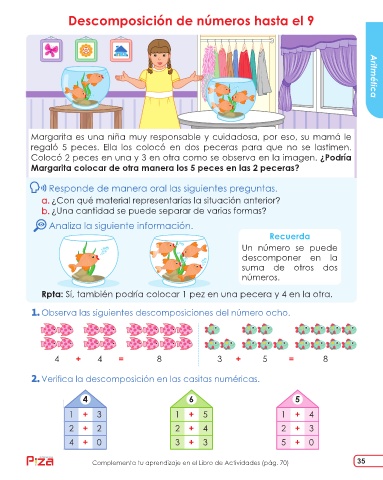 Descomposición de números hasta el 9
Aritmética
Margarita es una niña muy responsable y cuidadosa, por eso, su mamá le
regaló 5 peces. Ella los colocó en dos peceras para que no se lastimen.
Colocó 2 peces en una y 3 en otra como se observa en la imagen. ¿Podría
Margarita colocar de otra manera los 5 peces en las 2 peceras?
Responde de manera oral las siguientes preguntas.
a. ¿Con qué material representarías la situación anterior?
b. ¿Una cantidad se puede separar de varias formas?
Analiza la siguiente información.
Recuerda
Un número se puede
descomponer en la
suma de otros dos
números.
Rpta: Sí, también podría colocar 1 pez en una pecera y 4 en la otra.
1. Observa las siguientes descomposiciones del número ocho.
4 + 4 = 8 3 + 5 = 8
2. Verifica la descomposición en las casitas numéricas.
4 6 5
1 + 3 1 + 5 1 + 4
2 + 2 2 + 4 2 + 3
4 + 0 3 + 3 5 + 0
Pizza
Complementa tu aprendizaje en el Libro de Actividades (pág. 70)
35